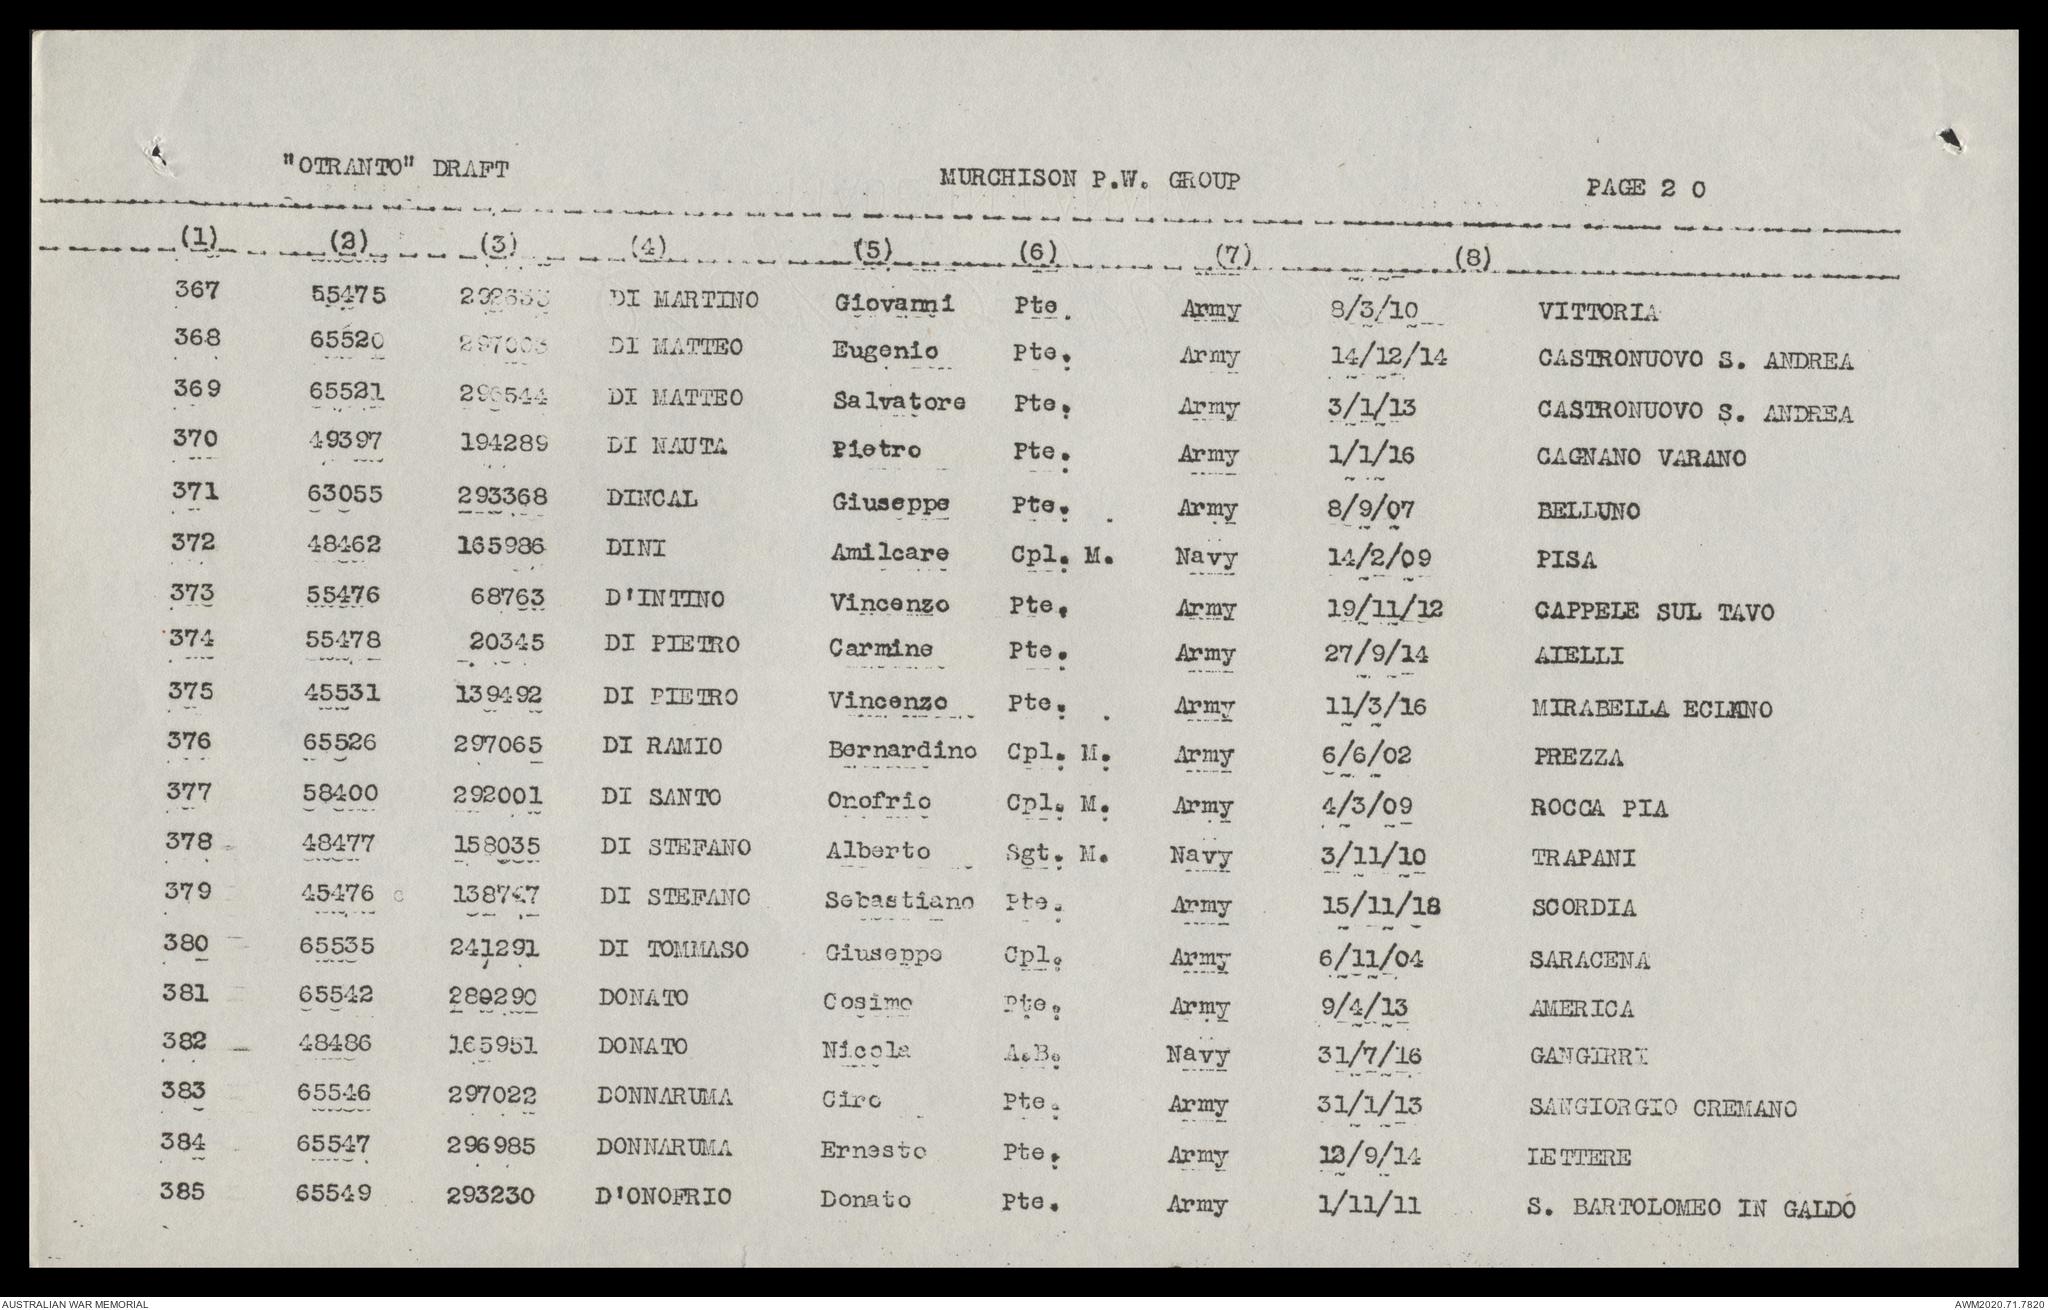 "OTRANTO" DRAFT MURCHISON P.W. GROUP PAGE 2 0
(1) (2) (3) (4) (5) (6) (7) (8)
367 55475 DI MARTINO Giovanni Pte. Army 8/3/10 VITTORIA
368 65520 297003 DI MATTEO Eugenio Pte. Army 14/12/14 CASTRONUOVO S. ANDREA
369 65521 296544 DI MATTEO Salvatore Pte. Army 3/1/13 CASTRONUOVO S. ANDREA
370 49397 194289 DI NAUTA Pietro Pte. Army 1/1/16 CAGNANO VARANO
371 63055 293368 DINCAL Giuseppe Pte. Army 8/9/07 BELLUNO
372 48462 165986 DINI Amilcare Cpl. M. Navy 14/2/09 PISA
373 55476 68763 D'INTINO Vincenzo Pte. Army 19/11/12 CAPPELE SUL TAVO
374 55478 20345 DI PIETRO Carmine Pte. Army 27/9/14 AIELLI
375 45531 139492 DI PIETRO Vincenzo Pte. Army 11/3/16 MIRABELLA
376 65526 297065 DI RAMIO Bernardino Cpl. M. Army 6/6/02 PREZZA
377 58400 292001 DI SANTO Onofrio Cpl. M. Army 4/3/09 ROCCA PIA
378 48477 158035 DI STEFANO Alberto Sgt. M. Navy 3/11/10 TRAPANI
379 45476 DI STEFANO Sebastiano Pte. Army 15/11/18 SCORDIA
380 65535 241291 DI TOMMASO Giuseppe Cpl. Army 6/11/04 SARACENA
381 65542 280290 DONATO Cosimo Pte. Army 9/4/13 AMERICA
382 48486 165951 DONATO Nicola A.B. Navy 31/7/16 GANGIRRI
383 65546 297022 DONNARUMA Ciro Pte. Army 31/1/13 SANGIORGIO CREMANO
384 65547 296985 DONNARUMA Ernesto Pte. Army 12/9/14 LETTERE
385 65549 293230 D'ONOFRIO Donato Pte. Army 1/11/11 S. BARTOLOMEO IN GALDO
AUSTRALIAN WAR MEMORIAL AWM2020.71.7820